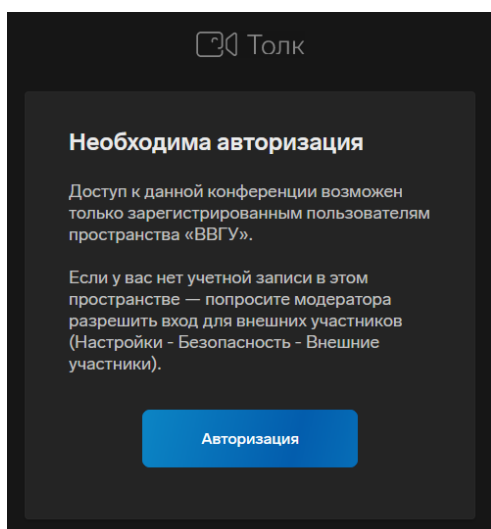 Толк
Необходима авторизация
Доступ к данной конференции возможен
только зарегистрированным пользователям
пространства «ВВГУ».
Если у вас нет учетной записи в этом
пространстве — попросите модератора
разрешить вход для внешних участников
(Настройки - Безопасность - Внешние
участники).
Авторизация